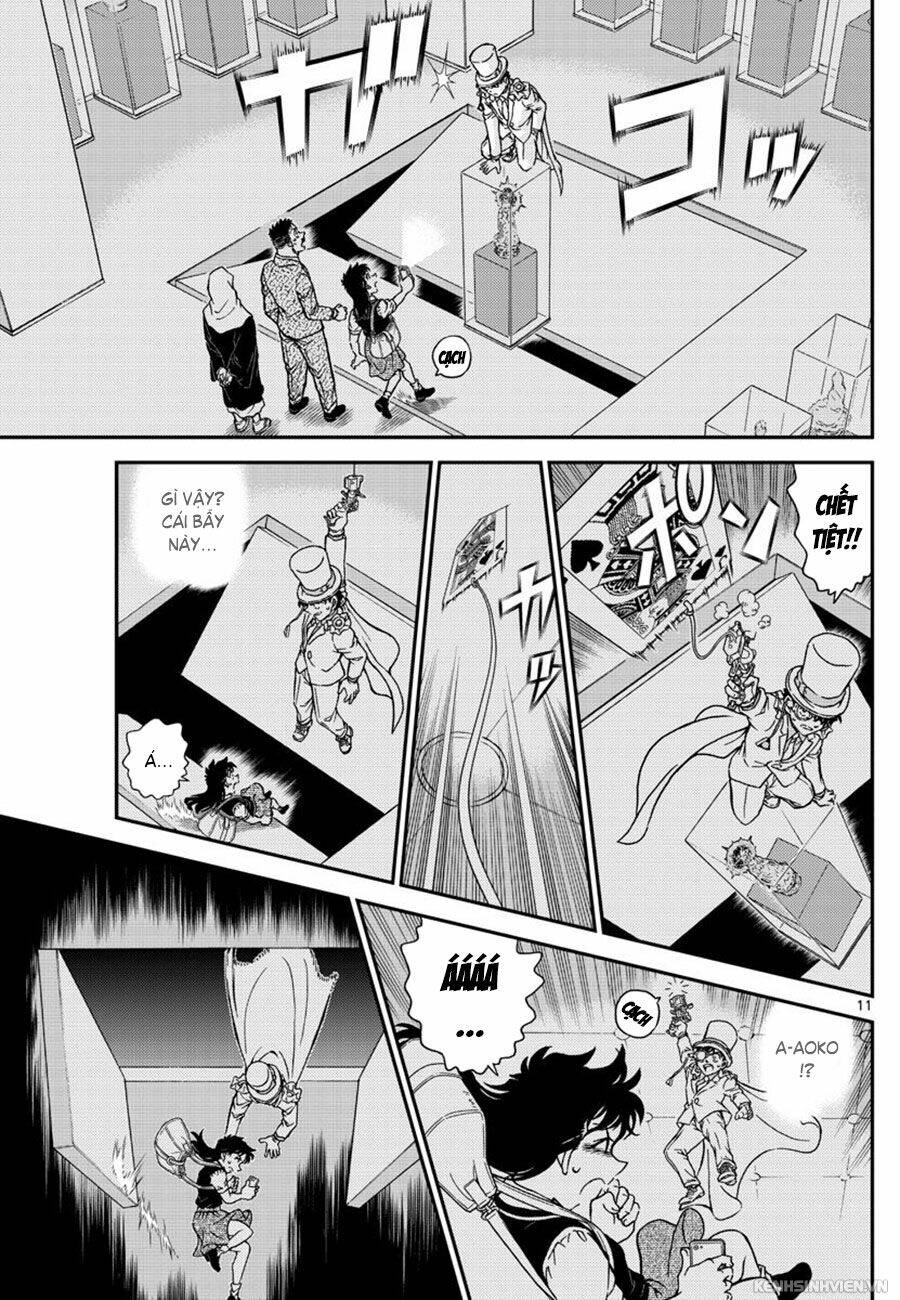 ガコッ
CẠCH
CHẾT
TIỆT!!
ポン
カッ
GÌ VẬY?
CÁI BẪY
NÀY...
Á...
11
A-AOKO
!?
CẠCH
ÁÁÁÁ
...
KENHSINHVIEN.VN